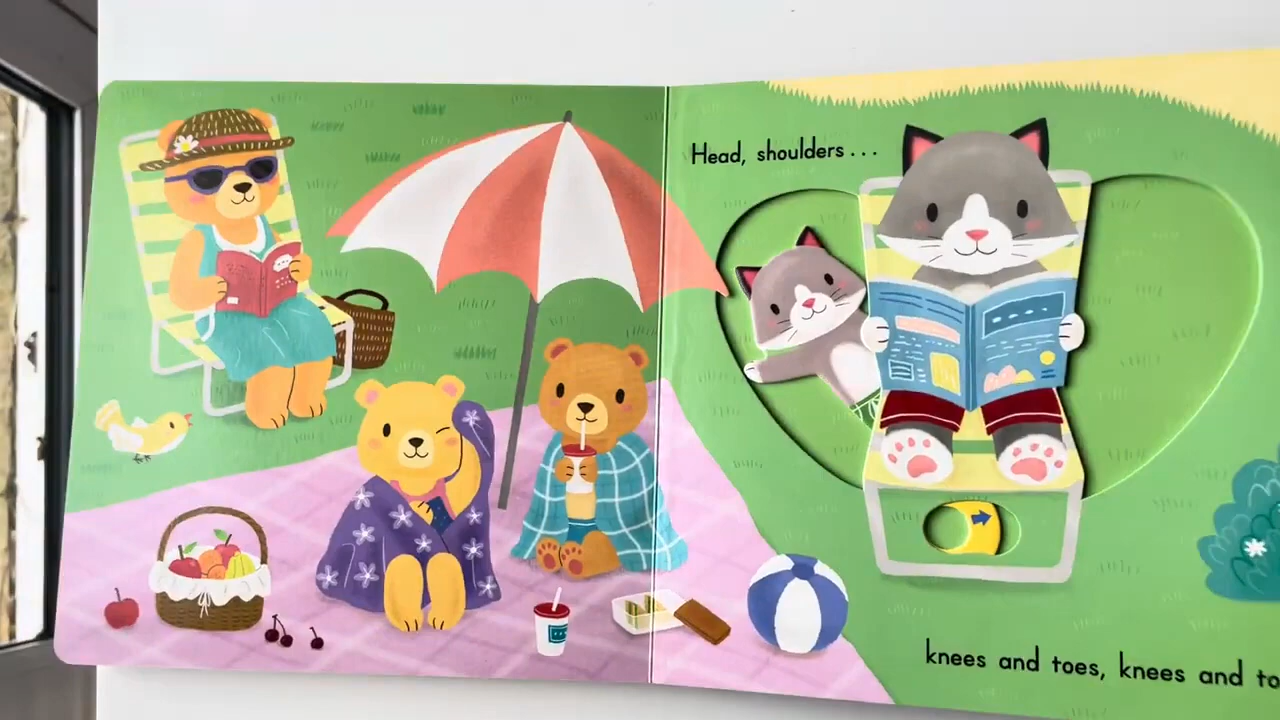 Head, shoulders...
knees and toes, knees and